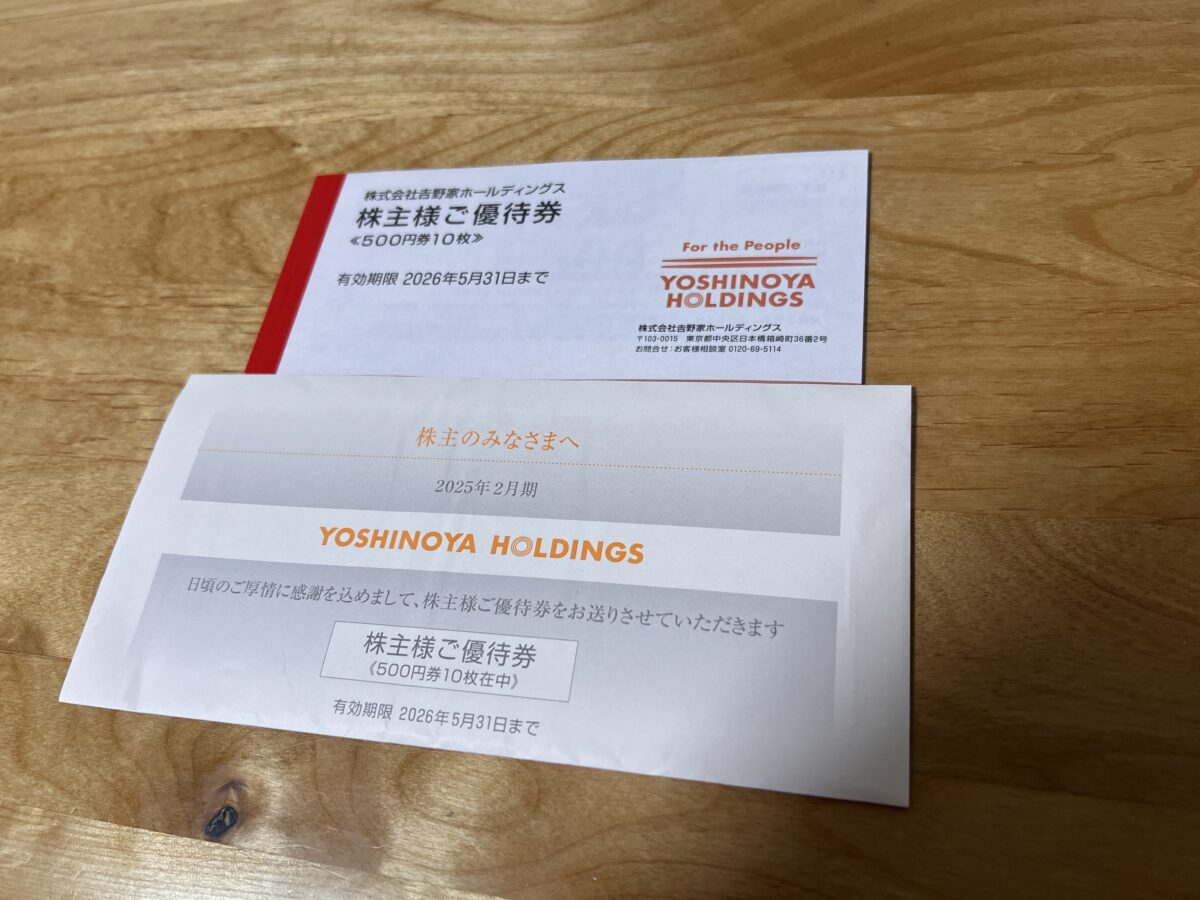 株式会社𠮷野家ホールディングス
株主様ご優待券
≪500円券10枚≫
有効期限 2026年5月31日まで
For the People
YOSHINOYA
HOLDINGS
株式会社𠮷野家ホールディングス
〒103-0015 東京都中央区日本橋箱崎町36番2号
お問合せ：お客様相談室 0120-69-5114
株主のみなさまへ
2025年2月期
YOSHINOYA HOLDINGS
日頃のご厚情に感謝を込めまして、株主様ご優待券をお送りさせていただきます
株主様ご優待券
《500円券10枚在中》
有効期限 2026年5月31日まで